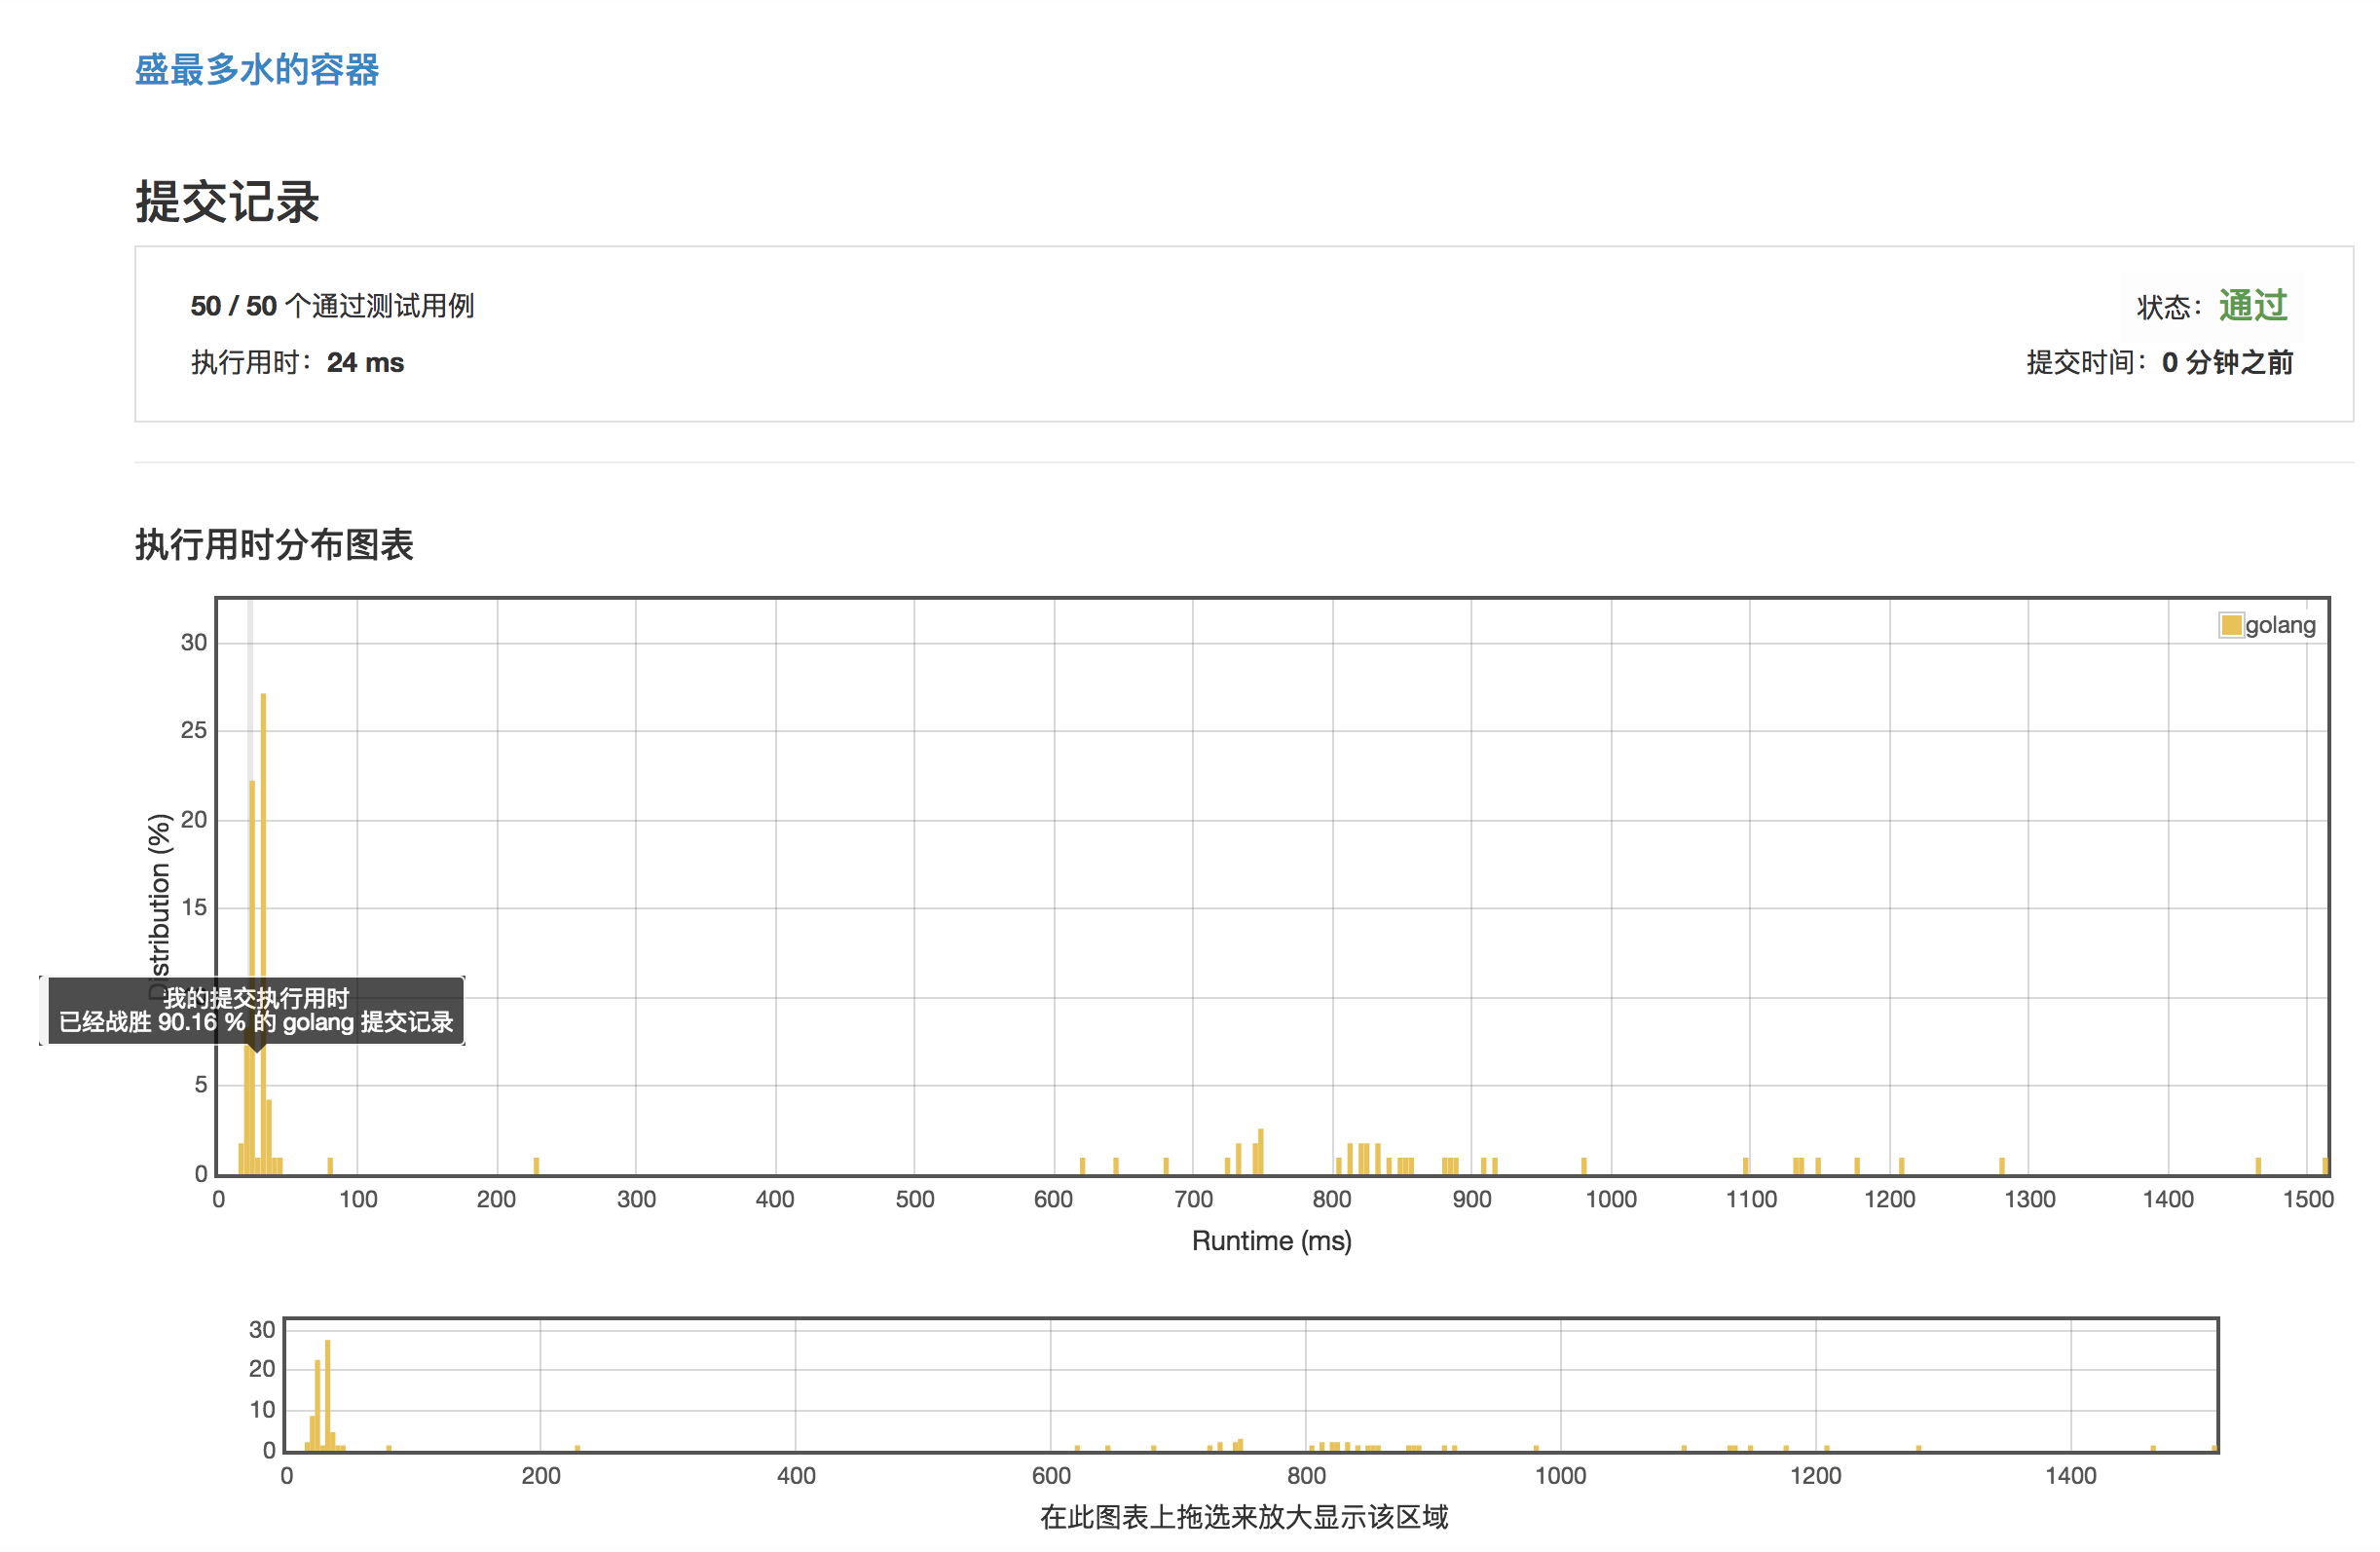 盛最多水的容器
提交记录
50 / 50 个通过测试用例
状态：通过
执行用时：24 ms
提交时间：0 分钟之前
执行用时分布图表
golang
30
25
20
15
5
0
Distribution (%)
我的提交执行用时
已经战胜 90.16 % 的 golang 提交记录
0 100 200 300 400 500 600 700 800 900 1000 1100 1200 1300 1400 1500
Runtime (ms)
30
20
10
0
0 200 400 600 800 1000 1200 1400
在此图表上拖选来放大显示该区域